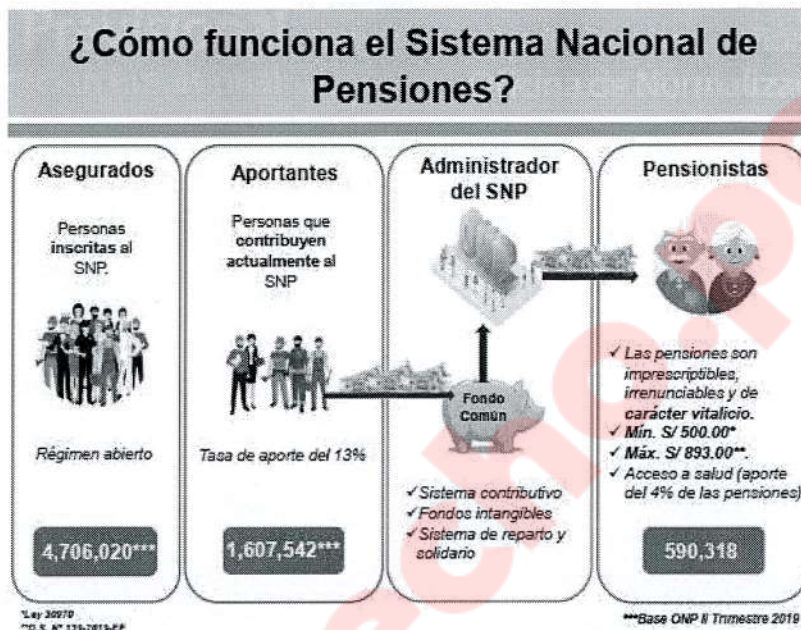 ¿Cómo funciona el Sistema Nacional de
Pensiones?
Asegurados
Personas
inscritas al
SNP.
Régimen abierto
4,706,020***
Aportantes
Personas que
contribuyen
actualmente al
SNP
Tasa de aporte del 13%
1,607,542***
Administrador
del SNP
Fondo
Común
✓ Sistema contributivo
✓ Fondos intangibles
✓ Sistema de reparto y
solidario
Pensionistas
✓ Las pensiones son
imprescriptibles,
irrenunciables y de
carácter vitalicio.
✓ Mín. S/ 500.00*
✓ Máx. S/ 893.00**.
✓ Acceso a salud (aporte
del 4% de las pensiones)
590,318
*Ley 30970
***Base ONP II Trimestre 2019